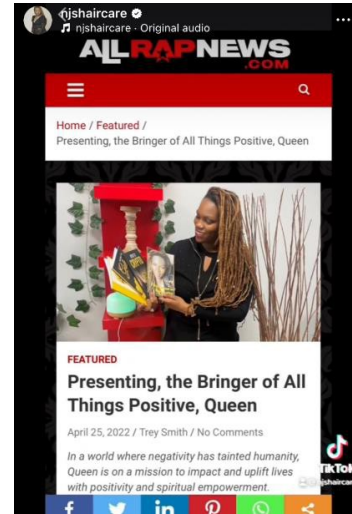 njshaircare
njshaircare · Original audio
ALLRAPNEWS
.COM
Home / Featured /
Presenting, the Bringer of All Things Positive, Queen
FEATURED
Presenting, the Bringer of All
Things Positive, Queen
April 25, 2022 / Trey Smith / No Comments
In a world where negativity has tainted humanity,
Queen is on a mission to impact and uplift lives
with positivity and spiritual empowerment.
TikTok
@njshaircare